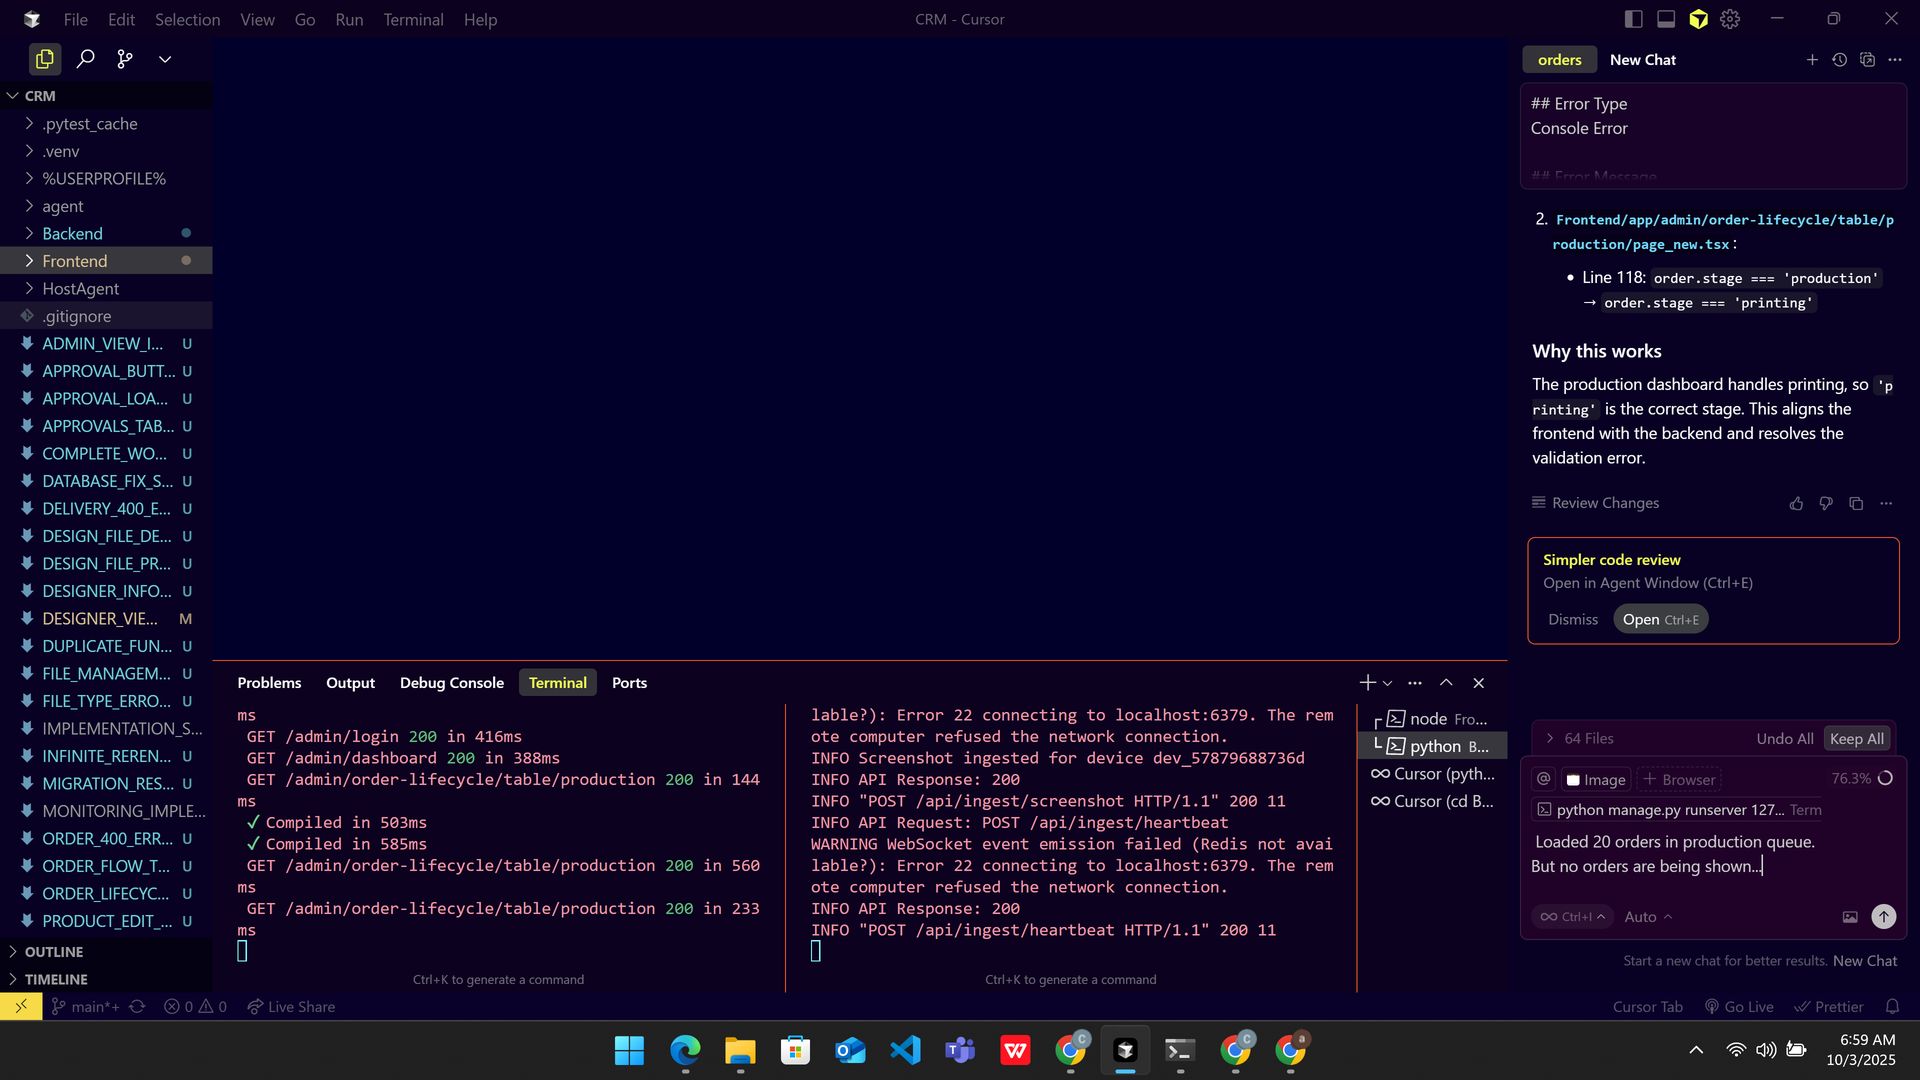 File Edit Selection View Go Run Terminal Help
CRM - Cursor
CRM
.pytest_cache
.venv
%USERPROFILE%
agent
Backend
Frontend
HostAgent
.gitignore
ADMIN_VIEW_I... U
APPROVAL_BUTT... U
APPROVAL_LOA... U
APPROVALS_TAB... U
COMPLETE_WO... U
DATABASE_FIX_S... U
DELIVERY_400_E... U
DESIGN_FILE_DE... U
DESIGN_FILE_PR... U
DESIGNER_INFO... U
DESIGNER_VIE... M
DUPLICATE_FUN... U
FILE_MANAGEM... U
FILE_TYPE_ERRO... U
IMPLEMENTATION_S...
INFINITE_REREN... U
MIGRATION_RES... U
MONITORING_IMPLE...
ORDER_400_ERR... U
ORDER_FLOW_T... U
ORDER_LIFECYC... U
PRODUCT_EDIT_... U
OUTLINE
TIMELINE
Problems Output Debug Console Terminal Ports
ms
GET /admin/login 200 in 416ms
GET /admin/dashboard 200 in 388ms
GET /admin/order-lifecycle/table/production 200 in 144
ms
✓ Compiled in 503ms
✓ Compiled in 585ms
GET /admin/order-lifecycle/table/production 200 in 560
ms
GET /admin/order-lifecycle/table/production 200 in 233
ms
Ctrl+K to generate a command
lable?): Error 22 connecting to localhost:6379. The rem
ote computer refused the network connection.
INFO Screenshot ingested for device dev_57879688736d
INFO API Response: 200
INFO "POST /api/ingest/screenshot HTTP/1.1" 200 11
INFO API Request: POST /api/ingest/heartbeat
WARNING WebSocket event emission failed (Redis not avai
lable?): Error 22 connecting to localhost:6379. The rem
ote computer refused the network connection.
INFO API Response: 200
INFO "POST /api/ingest/heartbeat HTTP/1.1" 200 11
Ctrl+K to generate a command
node Fro...
python B...
Cursor (pyth...
Cursor (cd B...
orders New Chat
## Error Type
Console Error
## Error Message
2. Frontend/app/admin/order-lifecycle/table/p
roduction/page_new.tsx:
• Line 118: order.stage === 'production'
→ order.stage === 'printing'
Why this works
The production dashboard handles printing, so 'p
rinting' is the correct stage. This aligns the
frontend with the backend and resolves the
validation error.
Review Changes
Simpler code review
Open in Agent Window (Ctrl+E)
Dismiss Open Ctrl+E
64 Files Undo All Keep All
@ Image + Browser 76.3%
python manage.py runserver 127... Term
Loaded 20 orders in production queue.
But no orders are being shown...
Ctrl+I Auto
Start a new chat for better results. New Chat
main*+ 0 0 Live Share
Cursor Tab Go Live Prettier
6:59 AM
10/3/2025